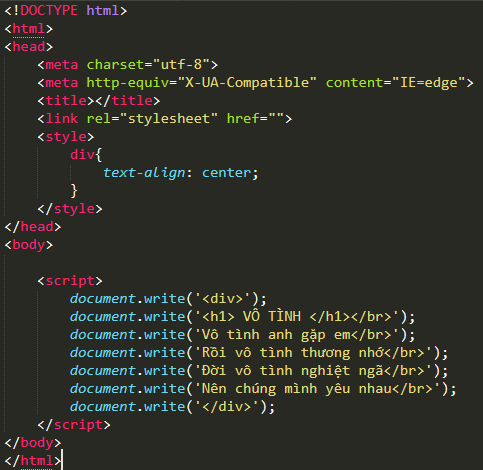 <!DOCTYPE html>
<html>
<head>
<meta charset="utf-8">
<meta http-equiv="X-UA-Compatible" content="IE=edge">
<title></title>
<link rel="stylesheet" href="">
<style>
div{
text-align: center;
}
</style>
</head>
<body>
<script>
document.write('<div>');
document.write('<h1> VÔ TÌNH </h1></br>');
document.write('Vô tình anh gặp em</br>');
document.write('Rồi vô tình thương nhớ</br>');
document.write('Đời vô tình nghiệt ngã</br>');
document.write('Nên chúng mình yêu nhau</br>');
document.write('</div>');
</script>
</body>
</html>